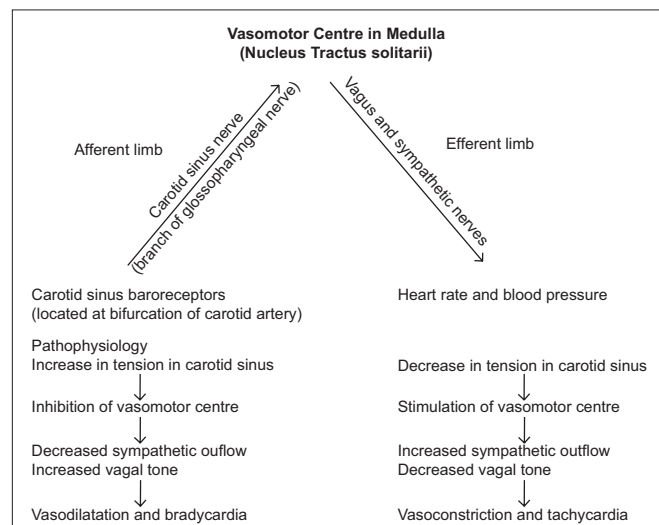 Vasomotor Centre in Medulla
(Nucleus Tractus solitarii)
Afferent limb
Carotid sinus nerve
(branch of glossopharyngeal nerve)
Vagus and sympathetic nerves
Efferent limb
Carotid sinus baroreceptors
(located at bifurcation of carotid artery)
Heart rate and blood pressure
Pathophysiology
Increase in tension in carotid sinus
Inhibition of vasomotor centre
Decreased sympathetic ouflow
Increased vagal tone
Vasodilatation and bradycardia
Decrease in tension in carotid sinus
Stimulation of vasomotor centre
Increased sympathetic outflow
Decreased vagal tone
Vasoconstriction and tachycardia